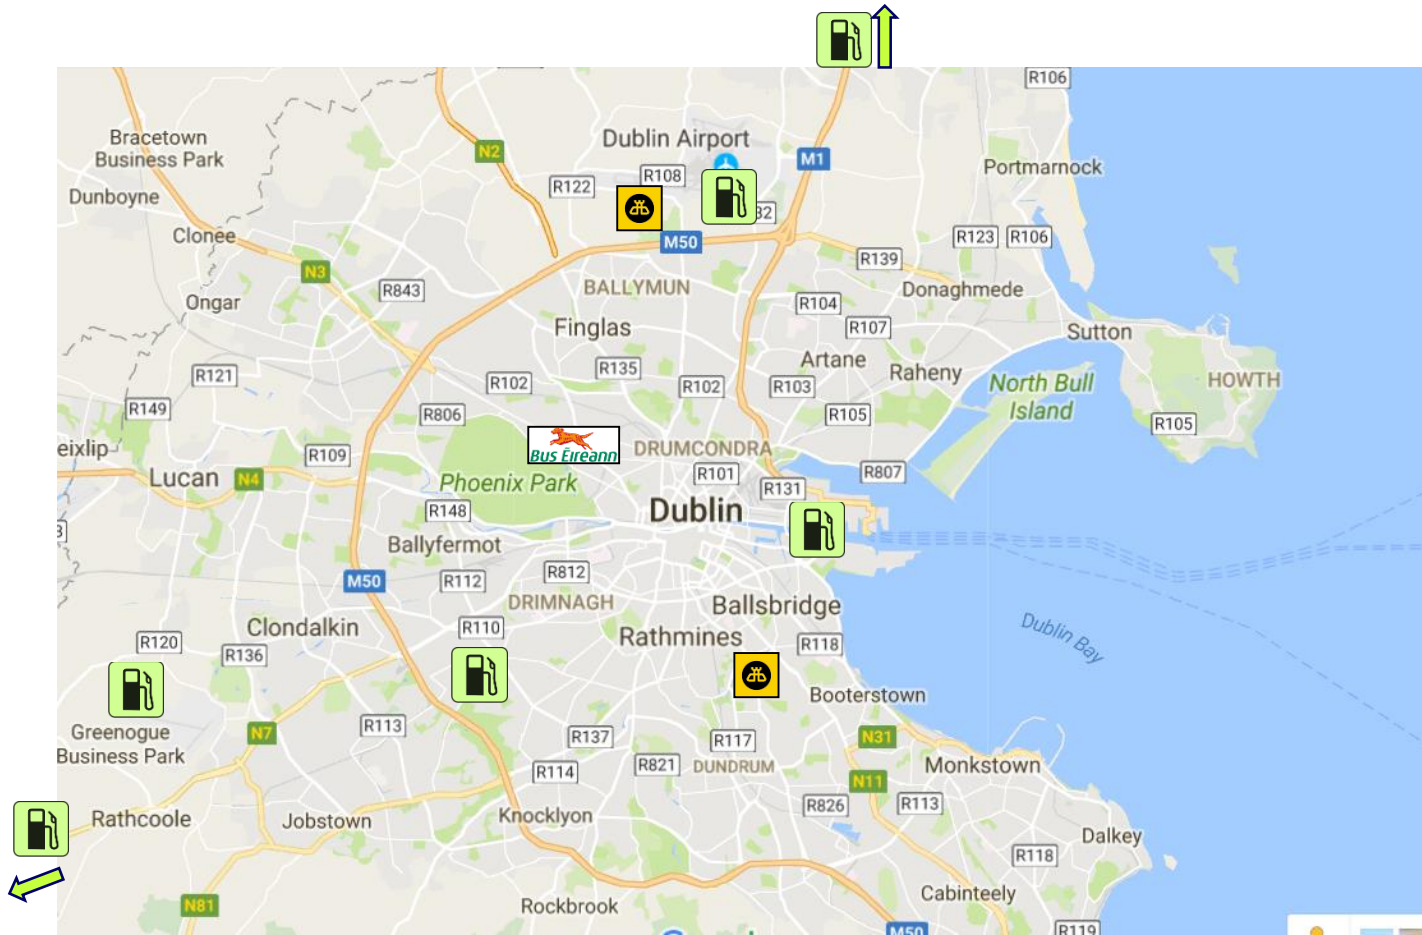 R106
Bracetown
Business Park
N2
Dublin Airport
M1
Portmarnock
R108
R122
Dunboyne
32
Clonee
M50
R123
R106
R139
N3
BALLYMUN
R843
Donaghmede
Ongar
R104
Finglas
R107
Sutton
Artane
R135
Raheny
R121
R102
R102
R103
North Bull
Island
HOWTH
R149
R806
R105
R105
Bus Éireann
DRUMCONDRA
eixlip
R109
Lucan
N4
Phoenix Park
R101
R807
R131
R148
Dublin
3
Ballyfermot
M50
R112
R812
DRIMNAGH
Ballsbridge
Clondalkin
R110
Rathmines
R118
Dublin Bay
R120
R136
Booterstown
Greenogue
Business Park
N7
R113
R137
R117
N31
R114
R821
DUNDRUM
Monkstown
N11
R826
R113
Rathcoole
Jobstown
Knocklyon
Dalkey
R118
Cabinteely
N81
Rockbrook
M50
R119